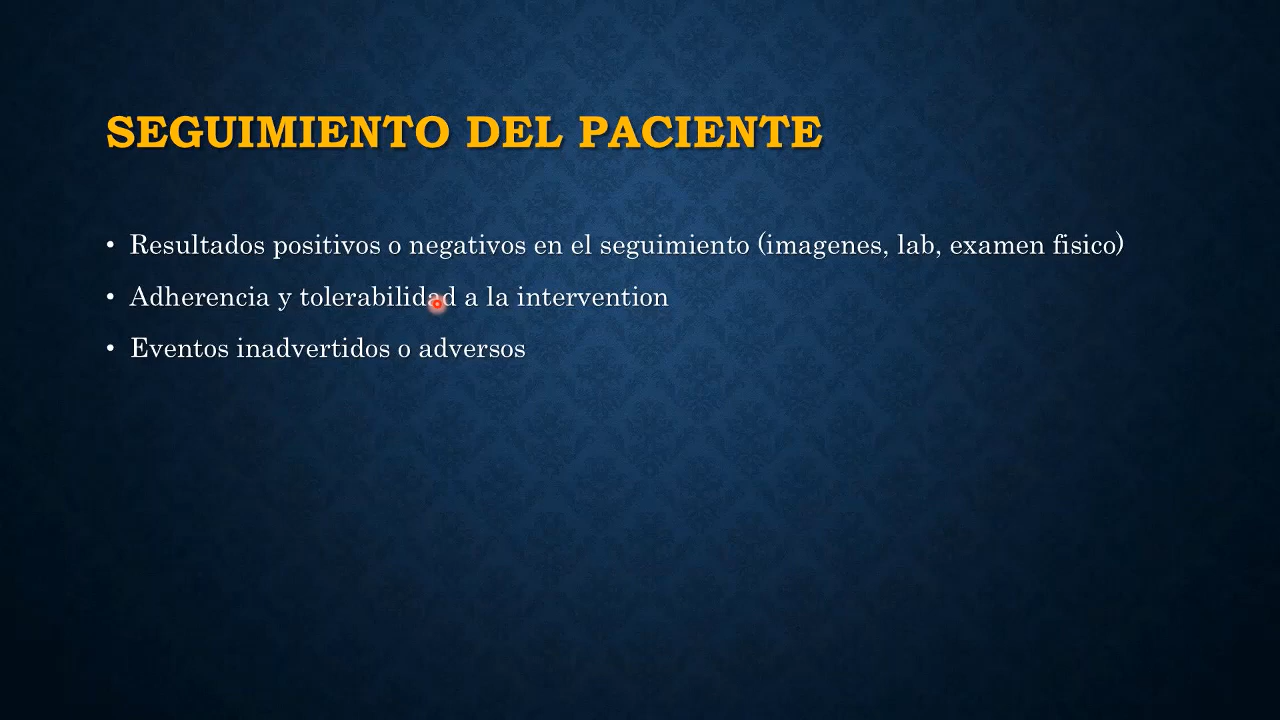 SEGUIMIENTO DEL PACIENTE
• Resultados positivos o negativos en el seguimiento (imagenes, lab, examen fisico)
• Adherencia y tolerabilidad a la intervention
• Eventos inadvertidos o adversos